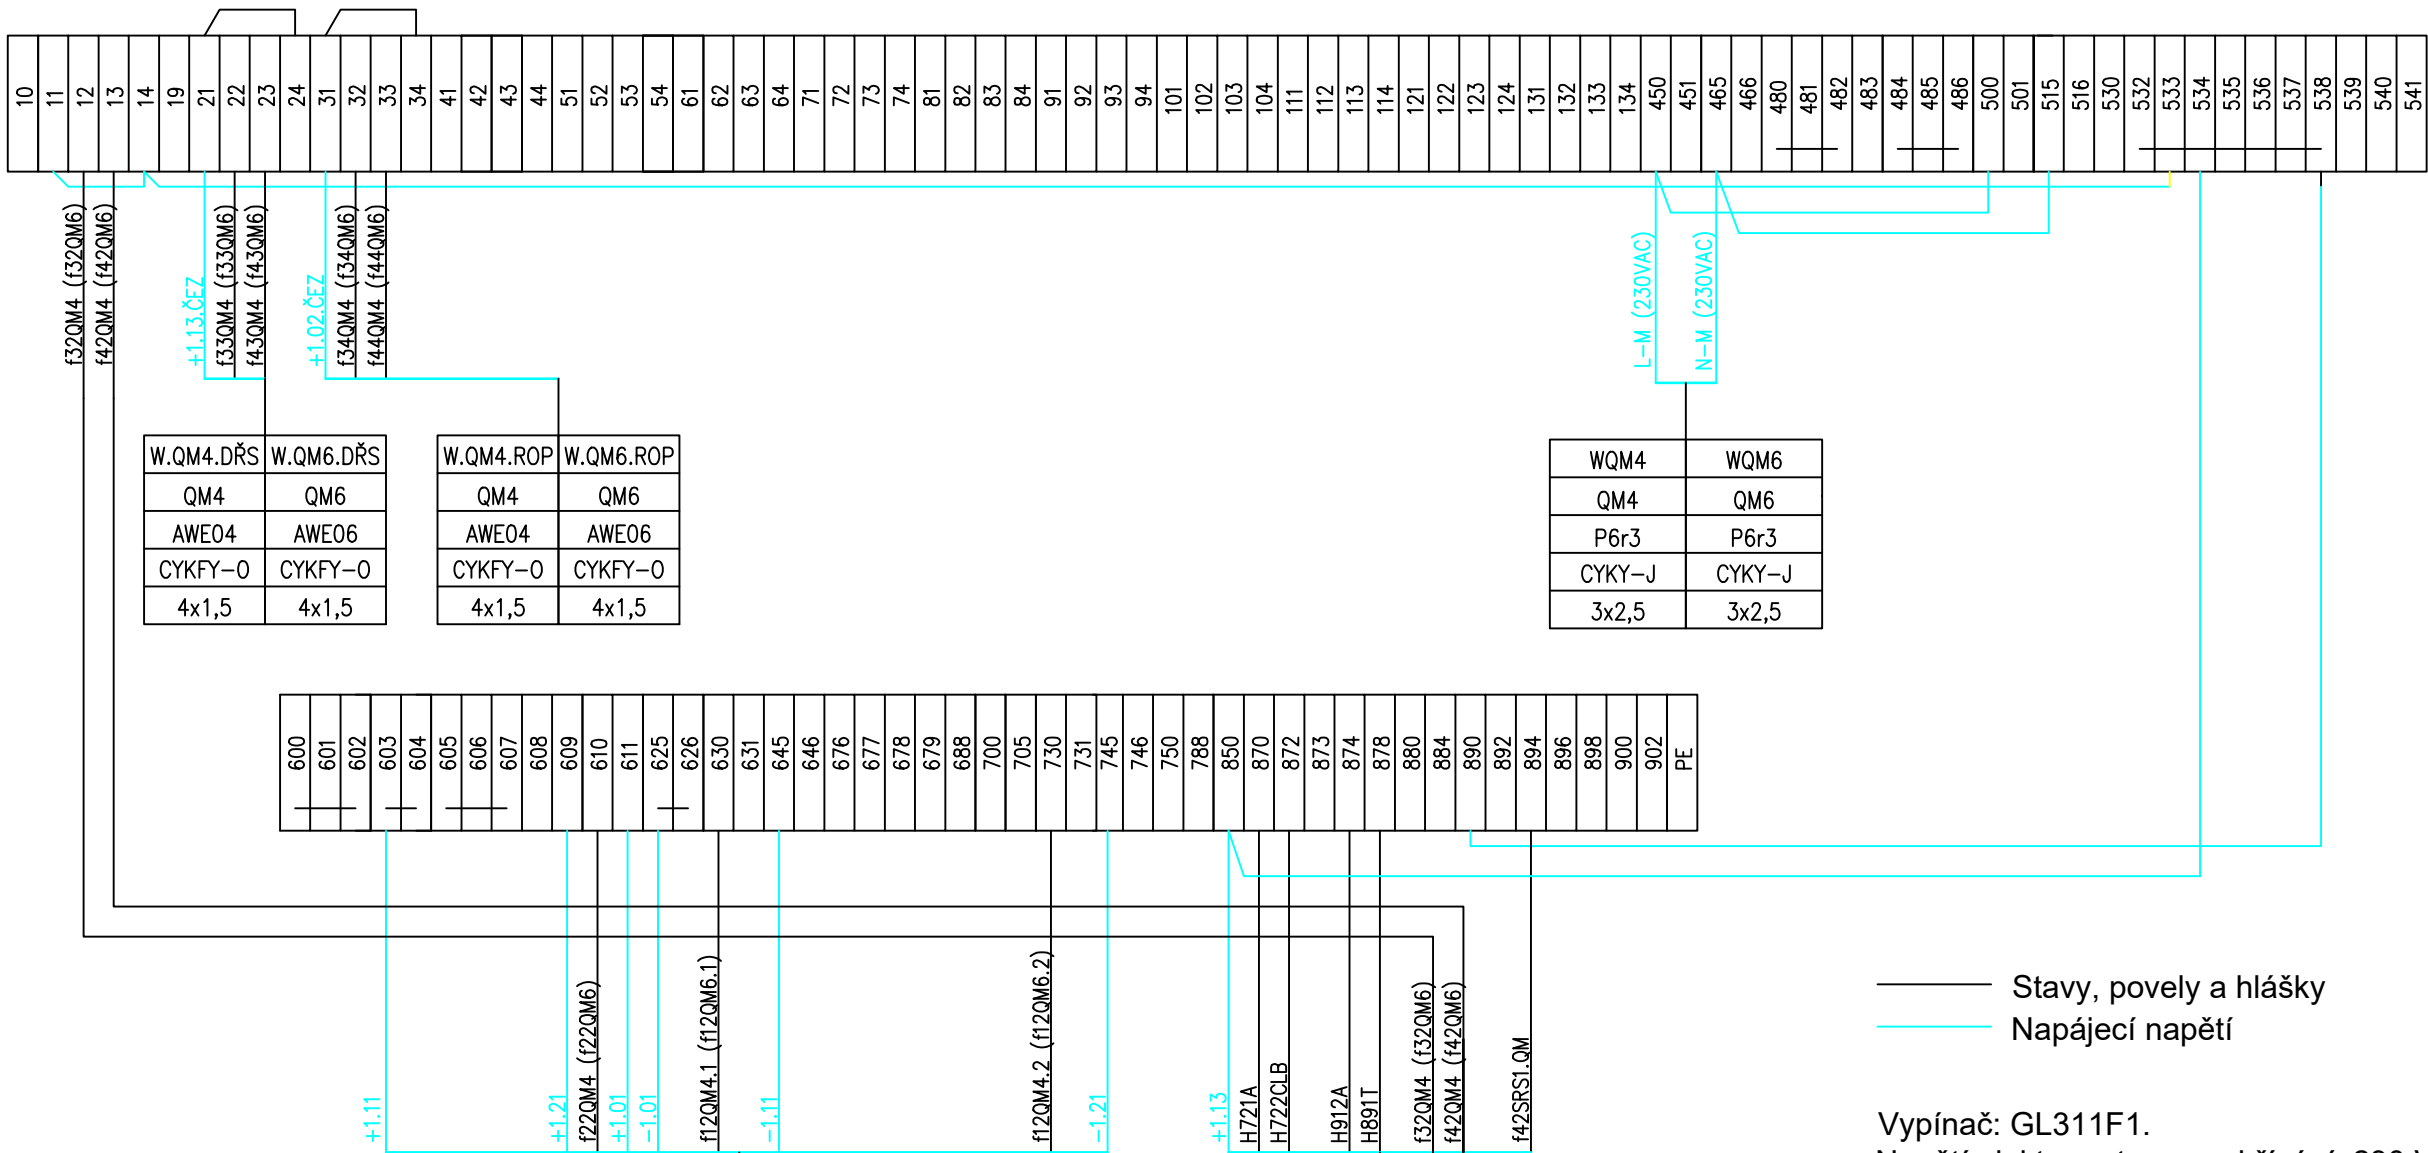 10 11 12 13 14 19 21 22 23 24 31 32 33 34 41 42 43 44 51 52 53 54 61 62 63 64 71 72 73 74 81 82 83 84 91 92 93 94 101 102 103 104 111 112 113 114 121 122 123 124 131 132 133 134 450 451 465 466 480 481 482 483 484 485 486 500 501 515 516 530 532 533 534 535 536 537 538 539 540 541
f32QM4 (f32QM6)
f42QM4 (f42QM6)
+1.13.ČEZ
f33QM4 (f33QM6)
f43QM4 (f43QM6)
+1.02.ČEZ
f34QM4 (f34QM6)
f44QM4 (f44QM6)
L-M (230VAC)
N-M (230VAC)
W.QM4.DŘS W.QM6.DŘS
QM4 QM6
AWE04 AWE06
CYKFY-O CYKFY-O
4x1,5 4x1,5
W.QM4.ROP W.QM6.ROP
QM4 QM6
AWE04 AWE06
CYKFY-O CYKFY-O
4x1,5 4x1,5
WQM4 WQM6
QM4 QM6
P6r3 P6r3
CYKY-J CYKY-J
3x2,5 3x2,5
600 601 602 603 604 605 606 607 608 609 610 611 625 626 630 631 645 646 676 677 678 679 688 700 705 730 731 745 746 750 788 850 870 872 873 874 878 880 884 890 892 894 896 898 900 902 PE
+1.11
+1.21
f22QM4 (f22QM6)
+1.01
-1.01
f12QM4.1 (f12QM6.1)
-1.11
f12QM4.2 (f12QM6.2)
-1.21
+1.13
H721A
H722CLB
H912A
H891T
f32QM4 (f32QM6)
f42QM4 (f42QM6)
f42SRS1.QM
Stavy, povely a hlášky
Napájecí napětí
Vypínač: GL311F1.